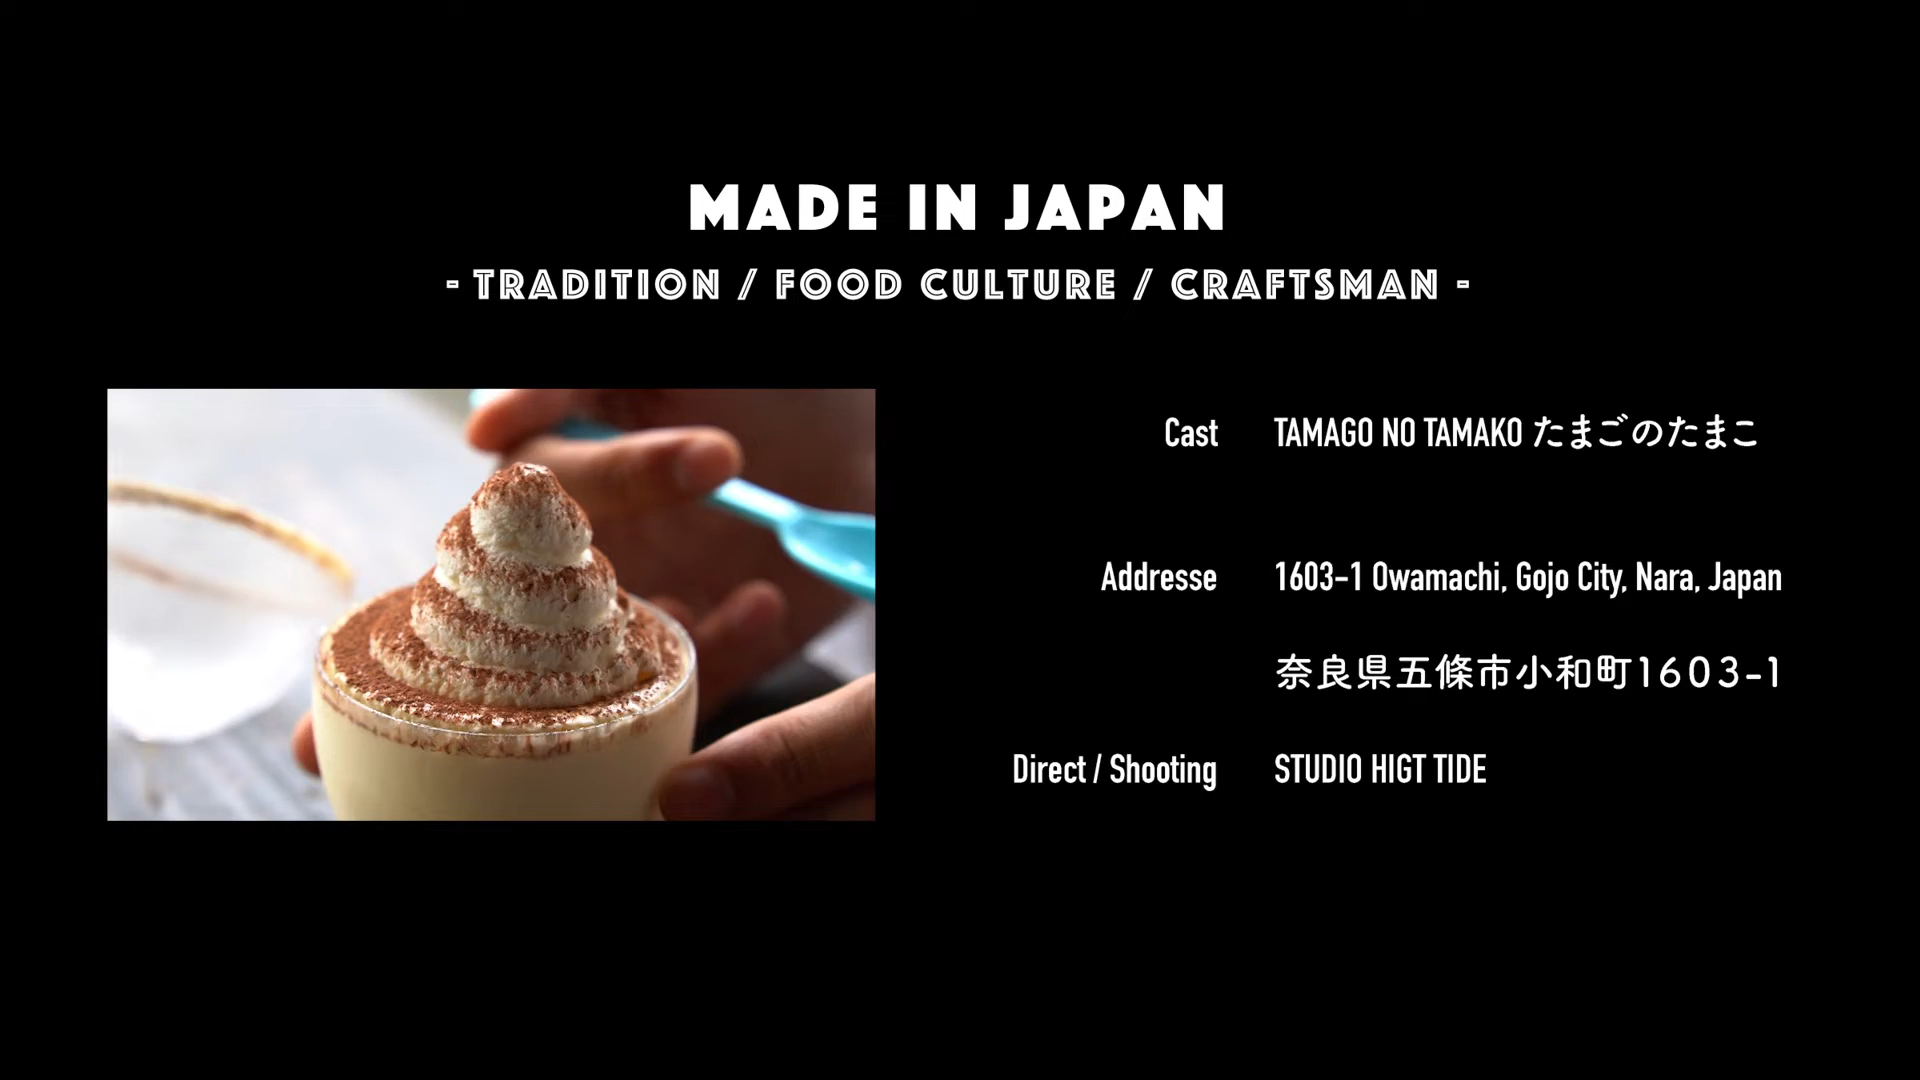 MADE IN JAPAN
- TRADITION / FOOD CULTURE / CRAFTSMAN -
Cast TAMAGO NO TAMAKO たまごのたまこ
Addresse 1603-1 Owamachi, Gojo City, Nara, Japan
奈良県五條市小和町1603-1
Direct / Shooting STUDIO HIGT TIDE